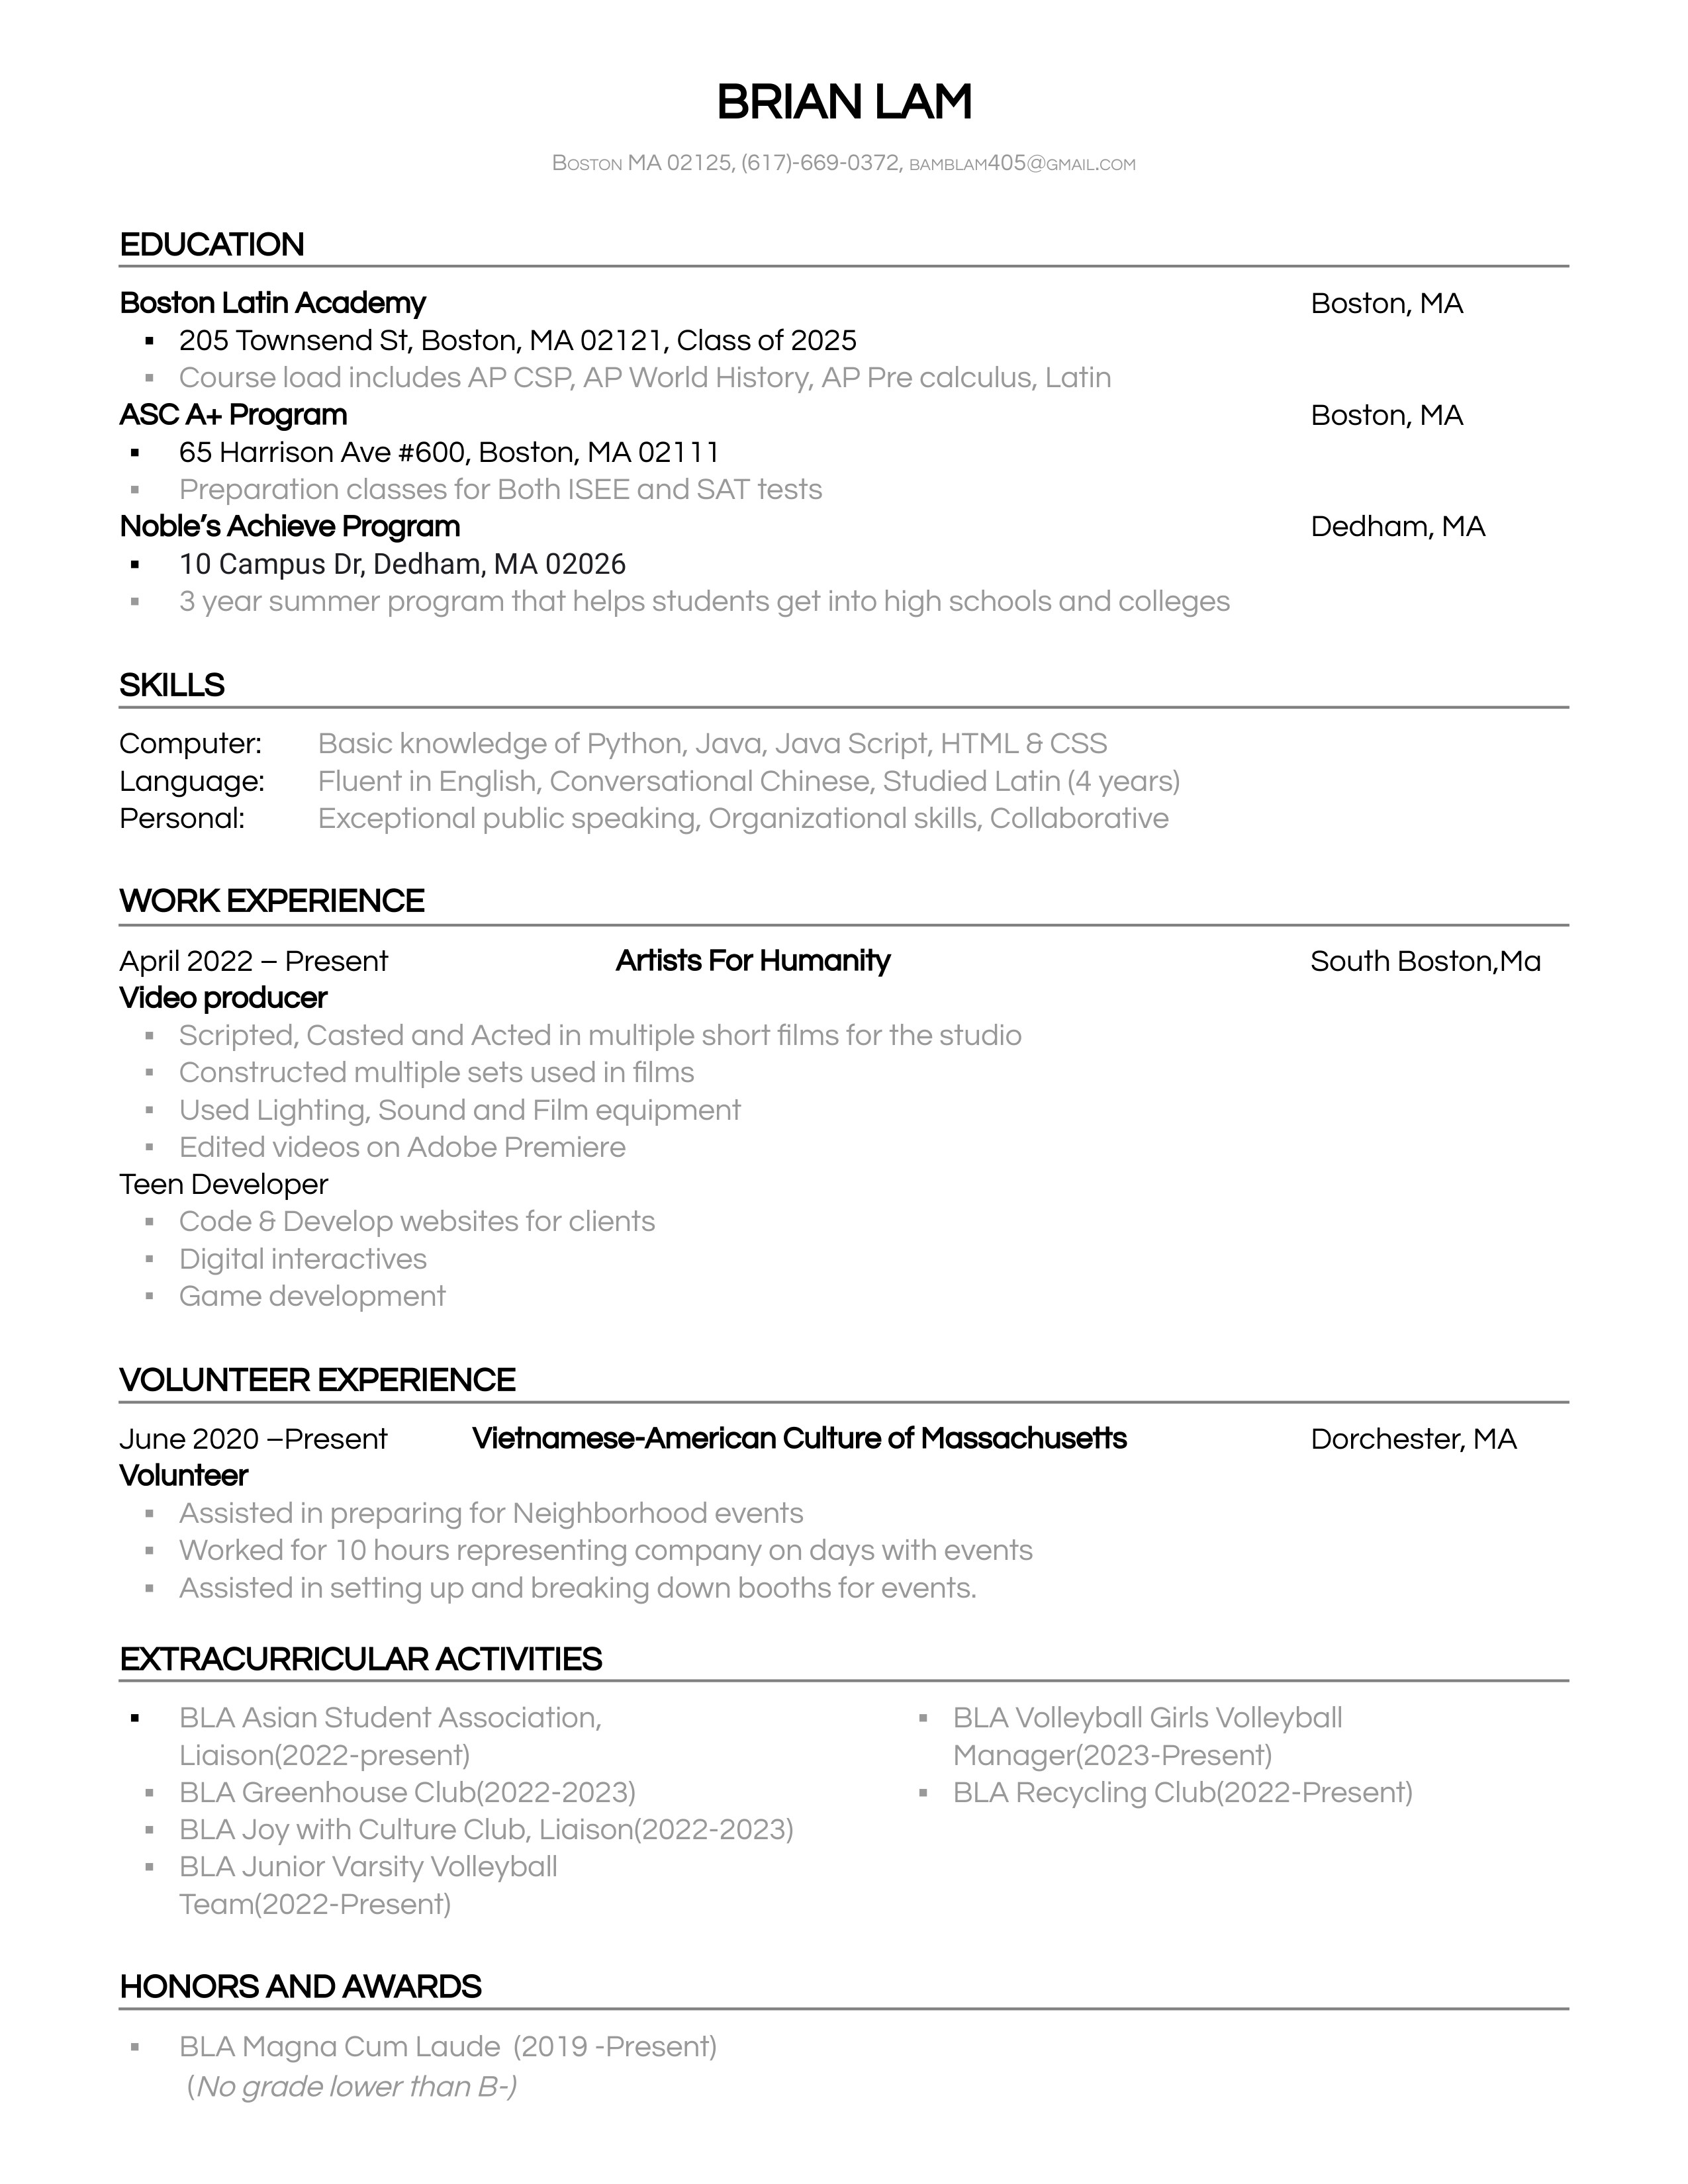 BRIAN LAM
Boston MA 02125, (617)-669-0372, bamblam405@gmail.com
EDUCATION
Boston Latin Academy Boston, MA
▪ 205 Townsend St, Boston, MA 02121, Class of 2025
▪ Course load includes AP CSP, AP World History, AP Pre calculus, Latin
ASC A+ Program Boston, MA
▪ 65 Harrison Ave #600, Boston, MA 02111
▪ Preparation classes for Both ISEE and SAT tests
Noble’s Achieve Program Dedham, MA
▪ 10 Campus Dr, Dedham, MA 02026
▪ 3 year summer program that helps students get into high schools and colleges
SKILLS
Computer: Basic knowledge of Python, Java, Java Script, HTML & CSS
Language: Fluent in English, Conversational Chinese, Studied Latin (4 years)
Personal: Exceptional public speaking, Organizational skills, Collaborative
WORK EXPERIENCE
April 2022 – Present Artists For Humanity South Boston,Ma
Video producer
▪ Scripted, Casted and Acted in multiple short films for the studio
▪ Constructed multiple sets used in films
▪ Used Lighting, Sound and Film equipment
▪ Edited videos on Adobe Premiere
Teen Developer
▪ Code & Develop websites for clients
▪ Digital interactives
▪ Game development
VOLUNTEER EXPERIENCE
June 2020 –Present Vietnamese-American Culture of Massachusetts Dorchester, MA
Volunteer
▪ Assisted in preparing for Neighborhood events
▪ Worked for 10 hours representing company on days with events
▪ Assisted in setting up and breaking down booths for events.
EXTRACURRICULAR ACTIVITIES
▪ BLA Asian Student Association,
Liaison(2022-present)
▪ BLA Greenhouse Club(2022-2023)
▪ BLA Joy with Culture Club, Liaison(2022-2023)
▪ BLA Junior Varsity Volleyball
Team(2022-Present)
▪ BLA Volleyball Girls Volleyball
Manager(2023-Present)
▪ BLA Recycling Club(2022-Present)
HONORS AND AWARDS
▪ BLA Magna Cum Laude (2019 -Present)
(No grade lower than B-)